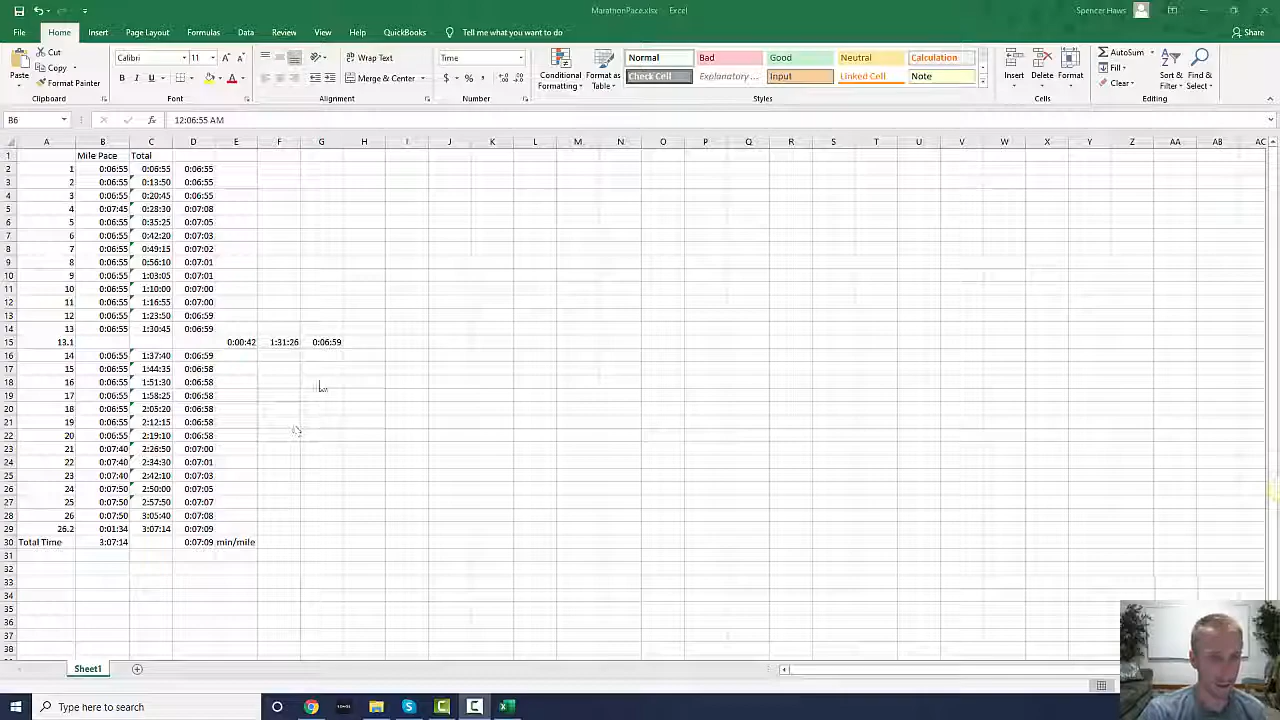 MarathonPace.xlsx - Excel
Spencer Haws
File Home Insert Page Layout Formulas Data Review View Help QuickBooks Tell me what you want to do Share
Paste Cut Copy Format Painter Clipboard
Calibri 11 B I U A Font
Wrap Text Merge & Center Alignment
Time $ % , Number
Conditional Formatting Format as Table Normal Bad Good Neutral Calculation
Check Cell Explanatory ... Input Linked Cell Note Styles
Insert Delete Format Cells
AutoSum Fill Clear Sort & Filter Find & Select Editing
B6 fx 12:06:55 AM
A B C D E F G H I J K L M N O P Q R S T U V W X Y Z AA AB AC
1 Mile Pace Total
2 1 0:06:55 0:06:55 0:06:55
3 2 0:06:55 0:13:50 0:06:55
4 3 0:06:55 0:20:45 0:06:55
5 4 0:07:45 0:28:30 0:07:08
6 5 0:06:55 0:35:25 0:07:05
7 6 0:06:55 0:42:20 0:07:03
8 7 0:06:55 0:49:15 0:07:02
9 8 0:06:55 0:56:10 0:07:01
10 9 0:06:55 1:03:05 0:07:01
11 10 0:06:55 1:10:00 0:07:00
12 11 0:06:55 1:16:55 0:07:00
13 12 0:06:55 1:23:50 0:06:59
14 13 0:06:55 1:30:45 0:06:59
15 13.1 0:00:42 1:31:26 0:06:59
16 14 0:06:55 1:37:40 0:06:59
17 15 0:06:55 1:44:35 0:06:58
18 16 0:06:55 1:51:30 0:06:58
19 17 0:06:55 1:58:25 0:06:58
20 18 0:06:55 2:05:20 0:06:58
21 19 0:06:55 2:12:15 0:06:58
22 20 0:06:55 2:19:10 0:06:58
23 21 0:07:40 2:26:50 0:07:00
24 22 0:07:40 2:34:30 0:07:01
25 23 0:07:40 2:42:10 0:07:03
26 24 0:07:50 2:50:00 0:07:05
27 25 0:07:50 2:57:50 0:07:07
28 26 0:07:50 3:05:40 0:07:08
29 26.2 0:01:34 3:07:14 0:07:09
30 Total Time 3:07:14 0:07:09 min/mile
31
32
33
34
35
36
37
38
Sheet1
Type here to search